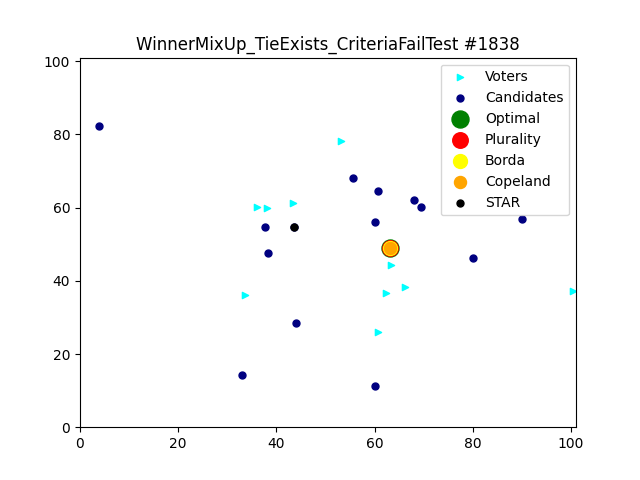 WinnerMixUp_TieExists_CriteriaFailTest #1838
100
80
60
40
20
0
0
20
40
60
80
100
Voters
Candidates
Optimal
Plurality
Borda
Copeland
STAR